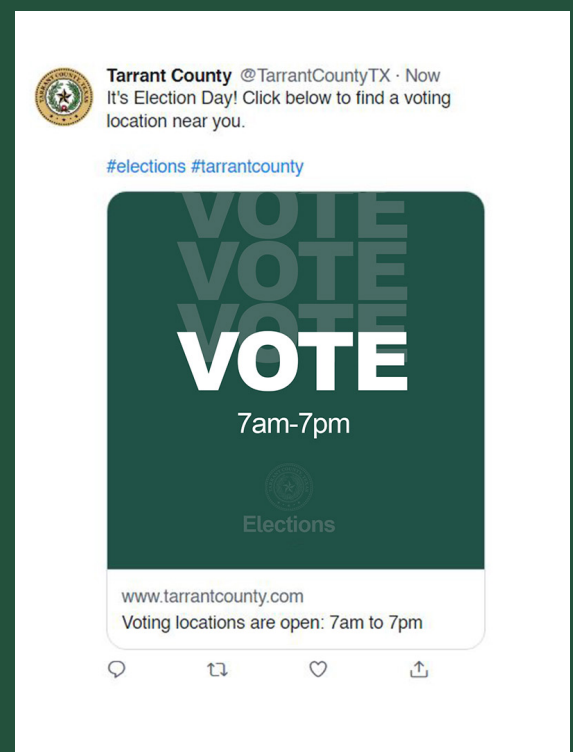 Tarrant County @TarrantCountyTX · Now
It's Election Day! Click below to find a voting
location near you.
#elections #tarrantcounty
VOTE
VOTE
VOTE
VOTE
7am-7pm
Elections
www.tarrantcounty.com
Voting locations are open: 7am to 7pm